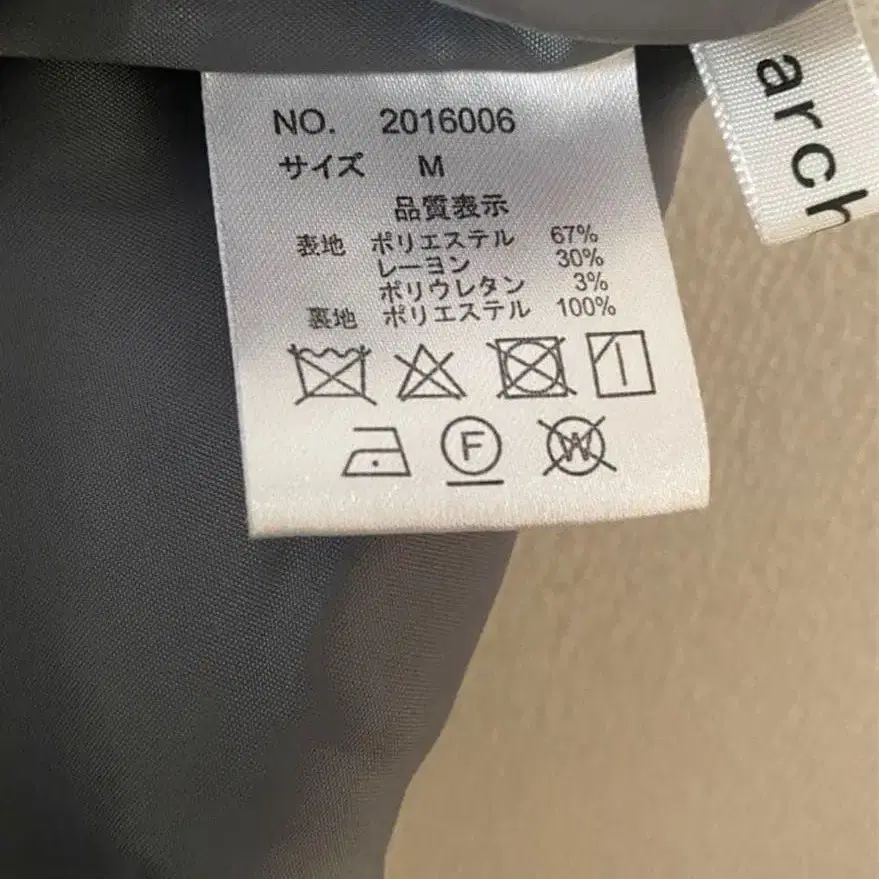 NO. 2016006
サイズ M
品質表示
表地 ポリエステル 67%
レーヨン 30%
ポリウレタン 3%
裏地 ポリエステル 100%
F
W
arch